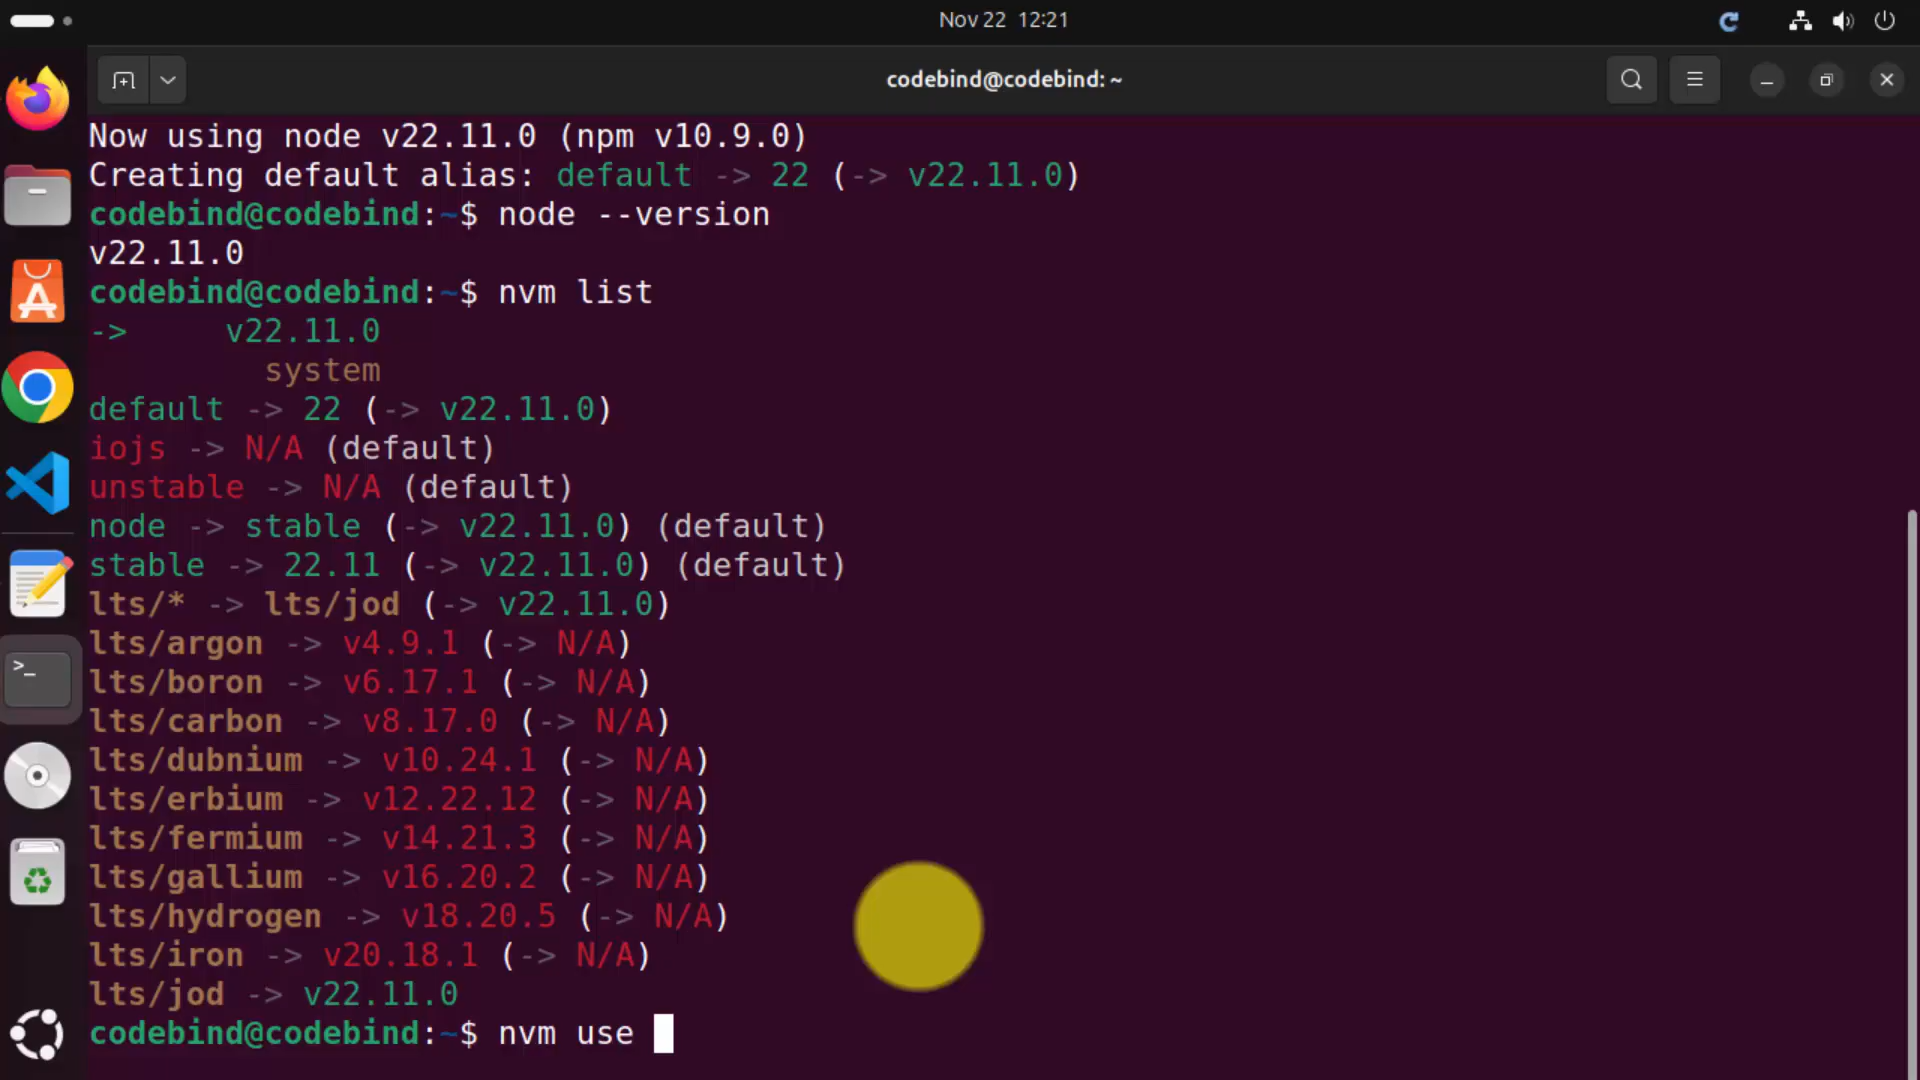 Nov 22 12:21
codebind@codebind: ~
Now using node v22.11.0 (npm v10.9.0)
Creating default alias: default -> 22 (-> v22.11.0)
codebind@codebind:~$ node --version
v22.11.0
codebind@codebind:~$ nvm list
->     v22.11.0
         system
default -> 22 (-> v22.11.0)
iojs -> N/A (default)
unstable -> N/A (default)
node -> stable (-> v22.11.0) (default)
stable -> 22.11 (-> v22.11.0) (default)
lts/* -> lts/jod (-> v22.11.0)
lts/argon -> v4.9.1 (-> N/A)
lts/boron -> v6.17.1 (-> N/A)
lts/carbon -> v8.17.0 (-> N/A)
lts/dubnium -> v10.24.1 (-> N/A)
lts/erbium -> v12.22.12 (-> N/A)
lts/fermium -> v14.21.3 (-> N/A)
lts/gallium -> v16.20.2 (-> N/A)
lts/hydrogen -> v18.20.5 (-> N/A)
lts/iron -> v20.18.1 (-> N/A)
lts/jod -> v22.11.0
codebind@codebind:~$ nvm use